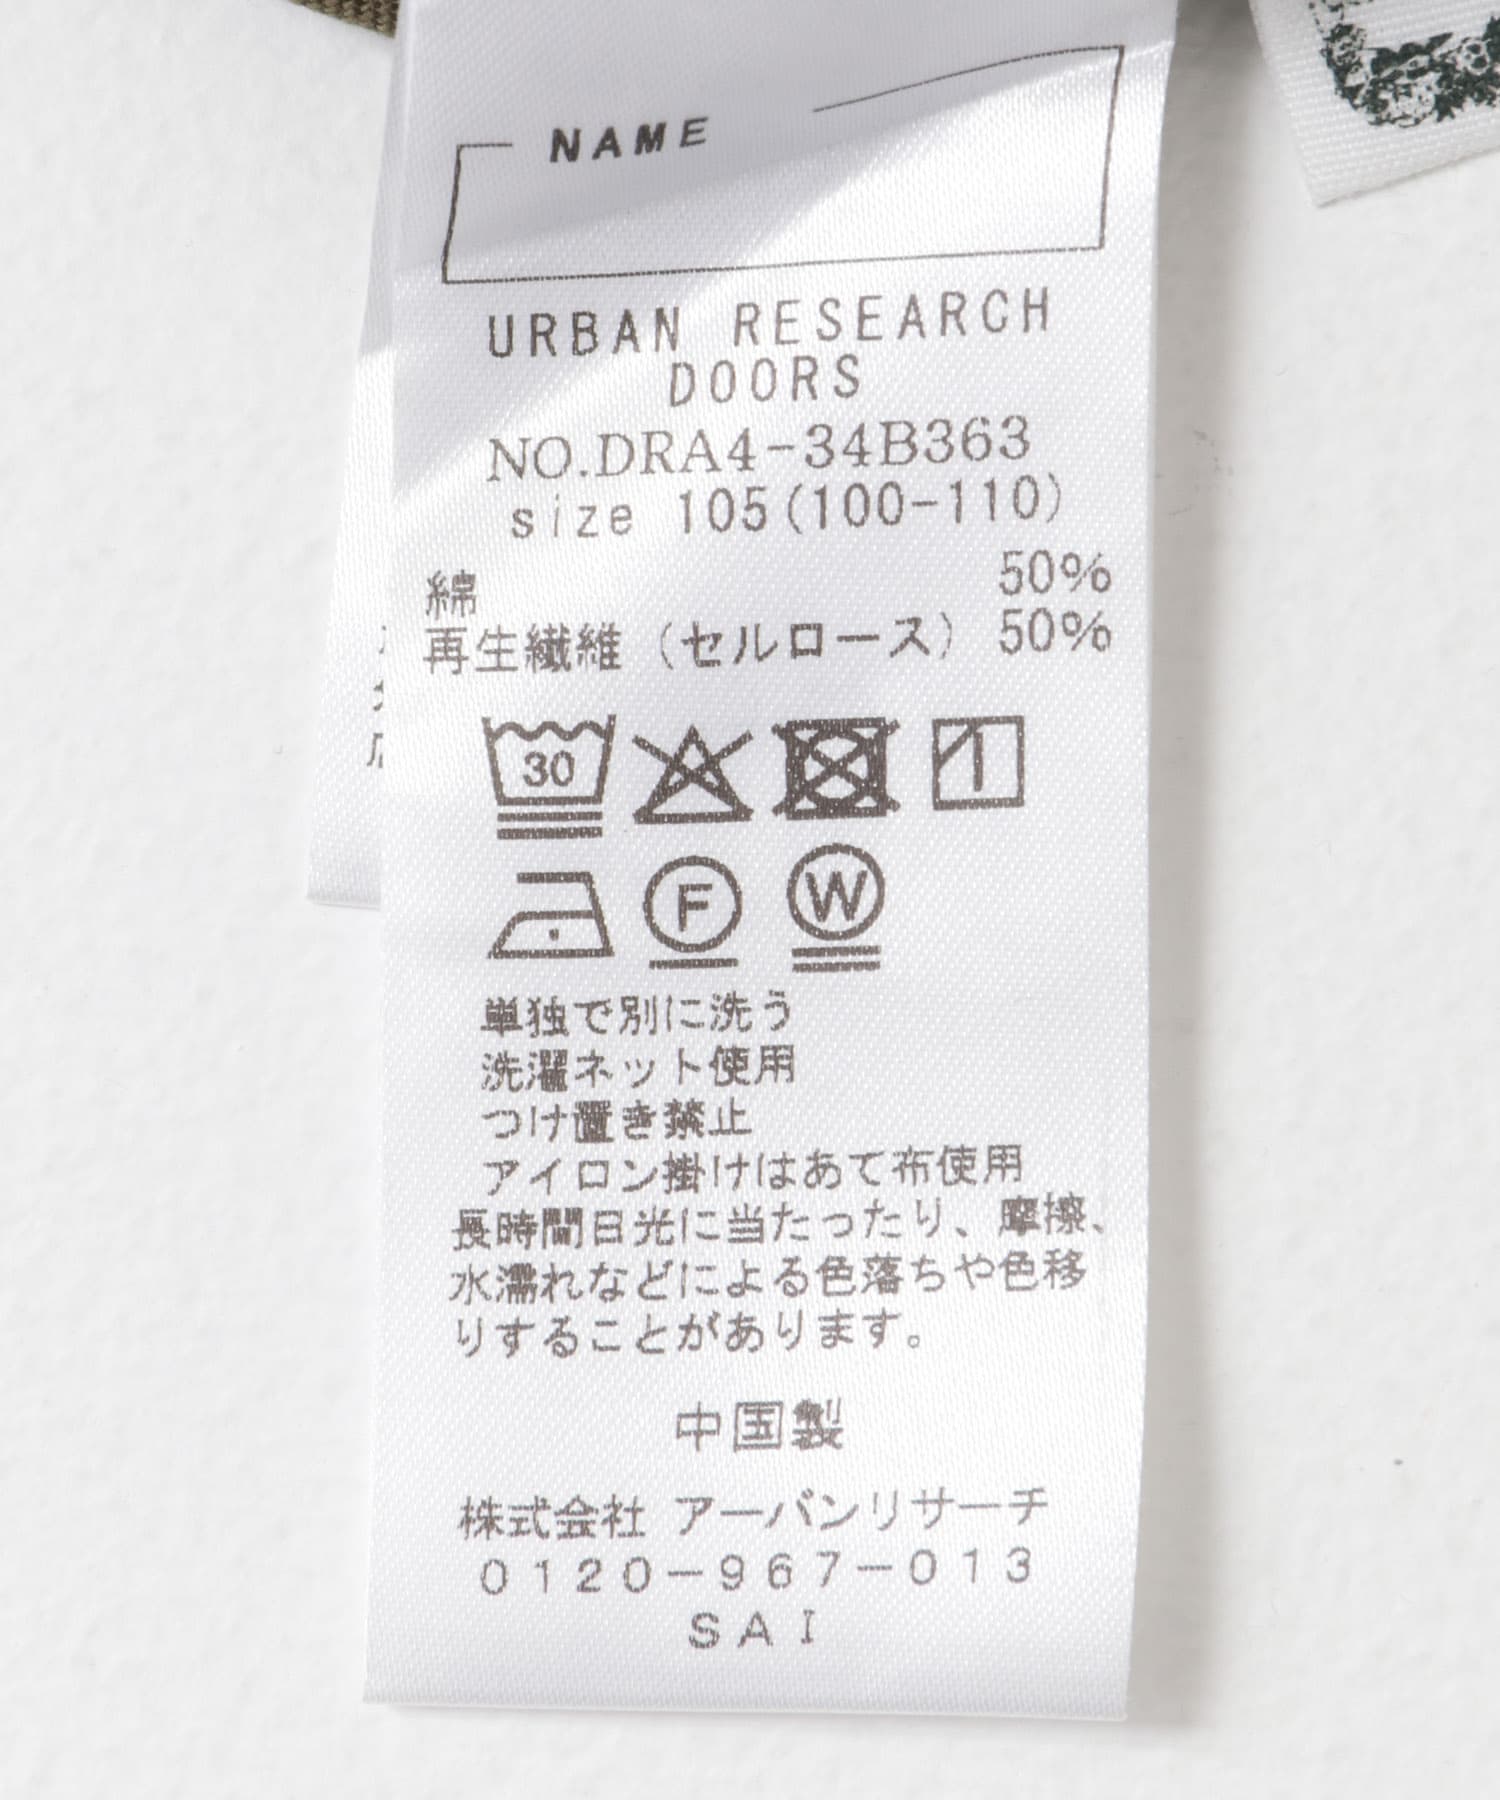 NAME
URBAN RESEARCH
DOORS
NO.DRA4-34B363
size 105(100-110)
綿 50%
再生繊維（セルロース） 50%
30
F W
単独で別に洗う
洗濯ネット使用
つけ置き禁止
アイロン掛けはあて布使用
長時間日光に当たったり、摩擦、
水濡れなどによる色落ちや色移
りすることがあります。
中国製
株式会社 アーバンリサーチ
0120-967-013
SAI